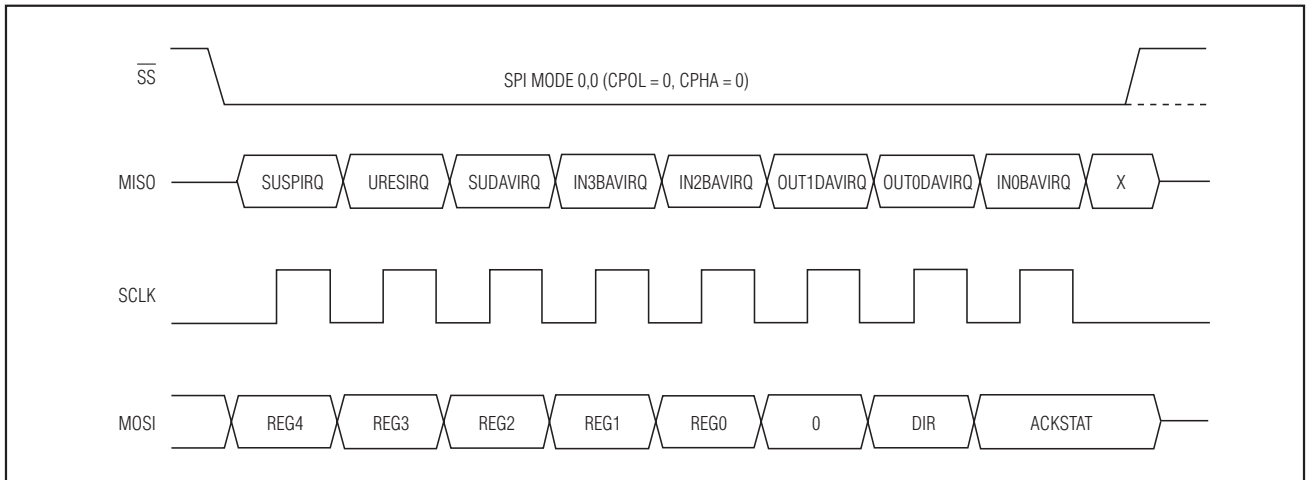 SS
SPI MODE 0,0 (CPOL = 0, CPHA = 0)
MISO
SUSPIRQ URESIRQ SUDAVIRQ IN3BAVIRQ IN2BAVIRQ OUT1DAVIRQ OUT0DAVIRQ IN0BAVIRQ X
SCLK
MOSI
REG4 REG3 REG2 REG1 REG0 0 DIR ACKSTAT